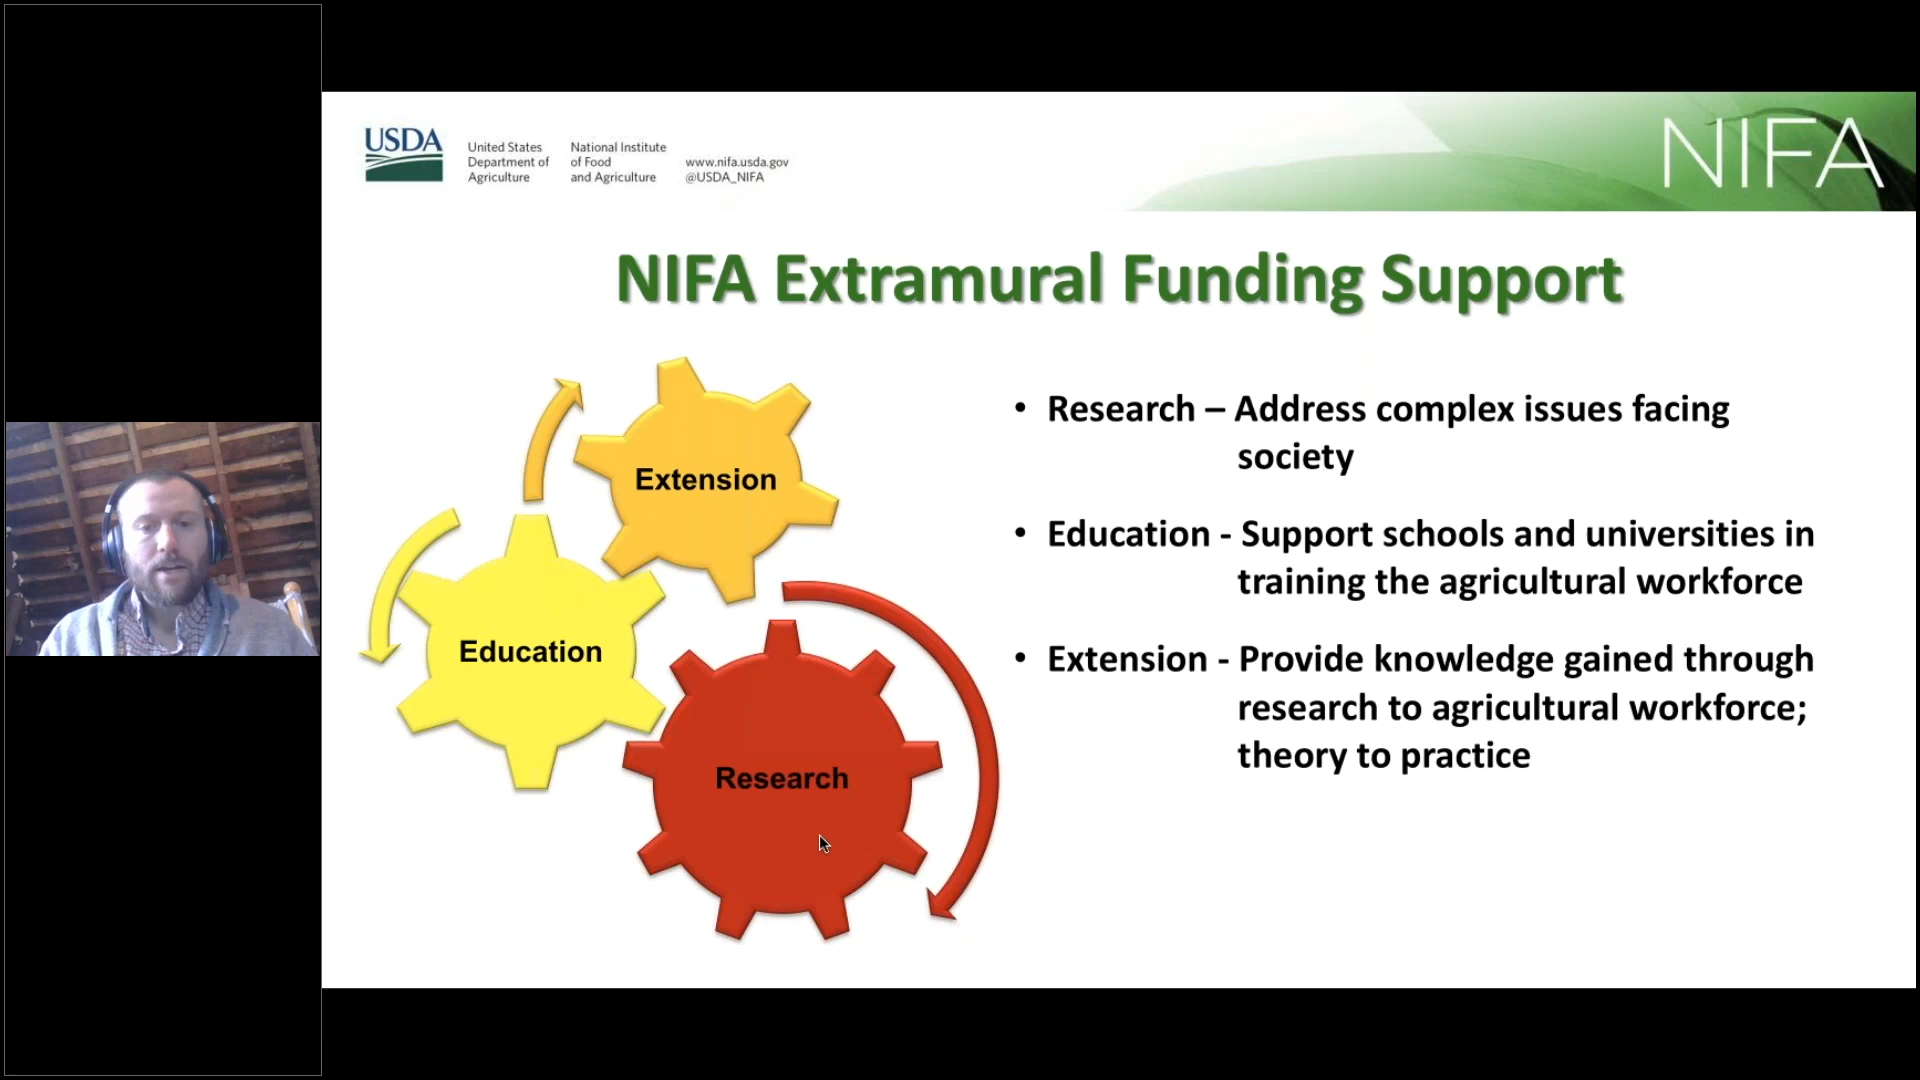 USDA
United States
Department of
Agriculture
National Institute
of Food
and Agriculture
www.nifa.usda.gov
@USDA_NIFA
NIFA
NIFA Extramural Funding Support
Extension
Education
Research
• Research – Address complex issues facing
society
• Education - Support schools and universities in
training the agricultural workforce
• Extension - Provide knowledge gained through
research to agricultural workforce;
theory to practice